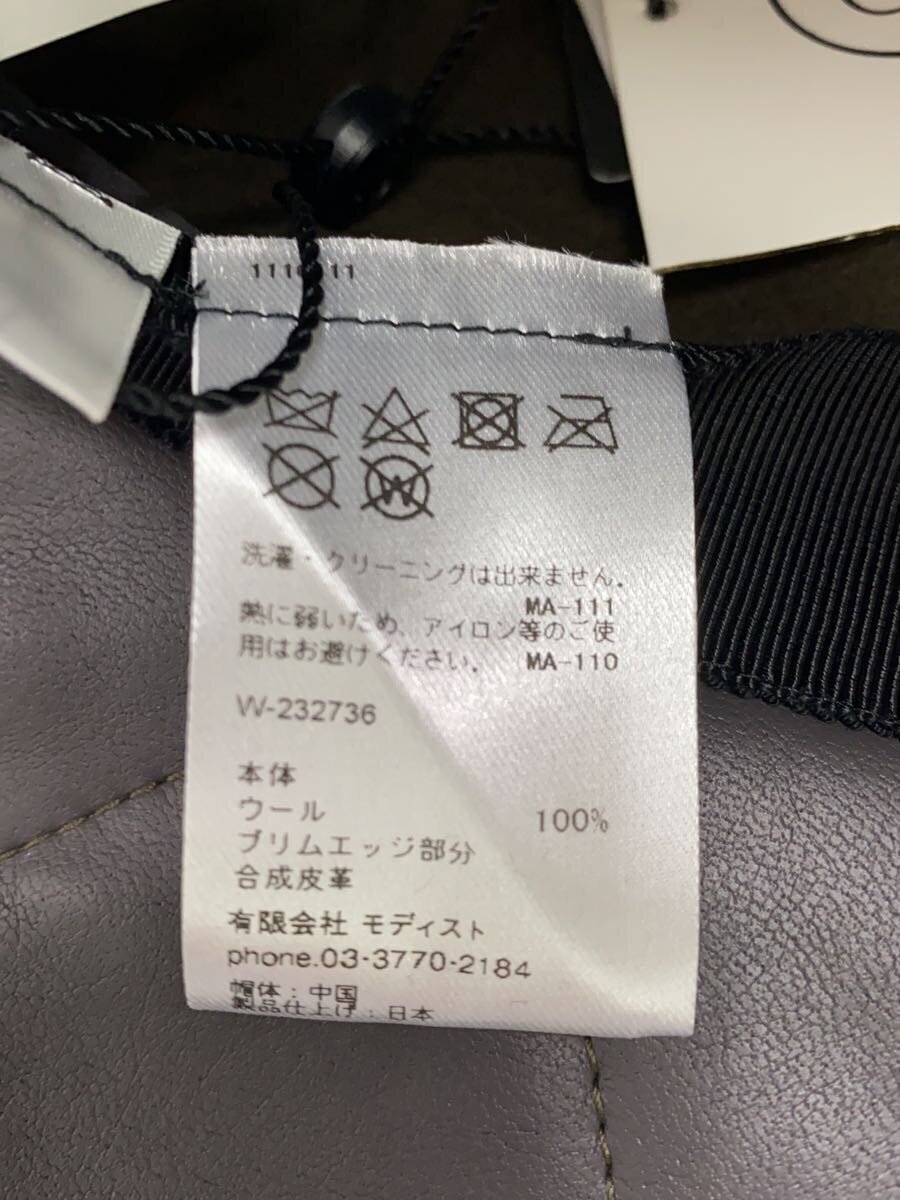 洗濯・クリーニングは出来ません。
MA-111
熱に弱いため、アイロン等のご使
用はお避けください。 MA-110
W-232736
本体
ウール 100%
ブリムエッジ部分
合成皮革
有限会社 モディスト
phone.03-3770-2184
帽体：中国
製品仕上げ：日本